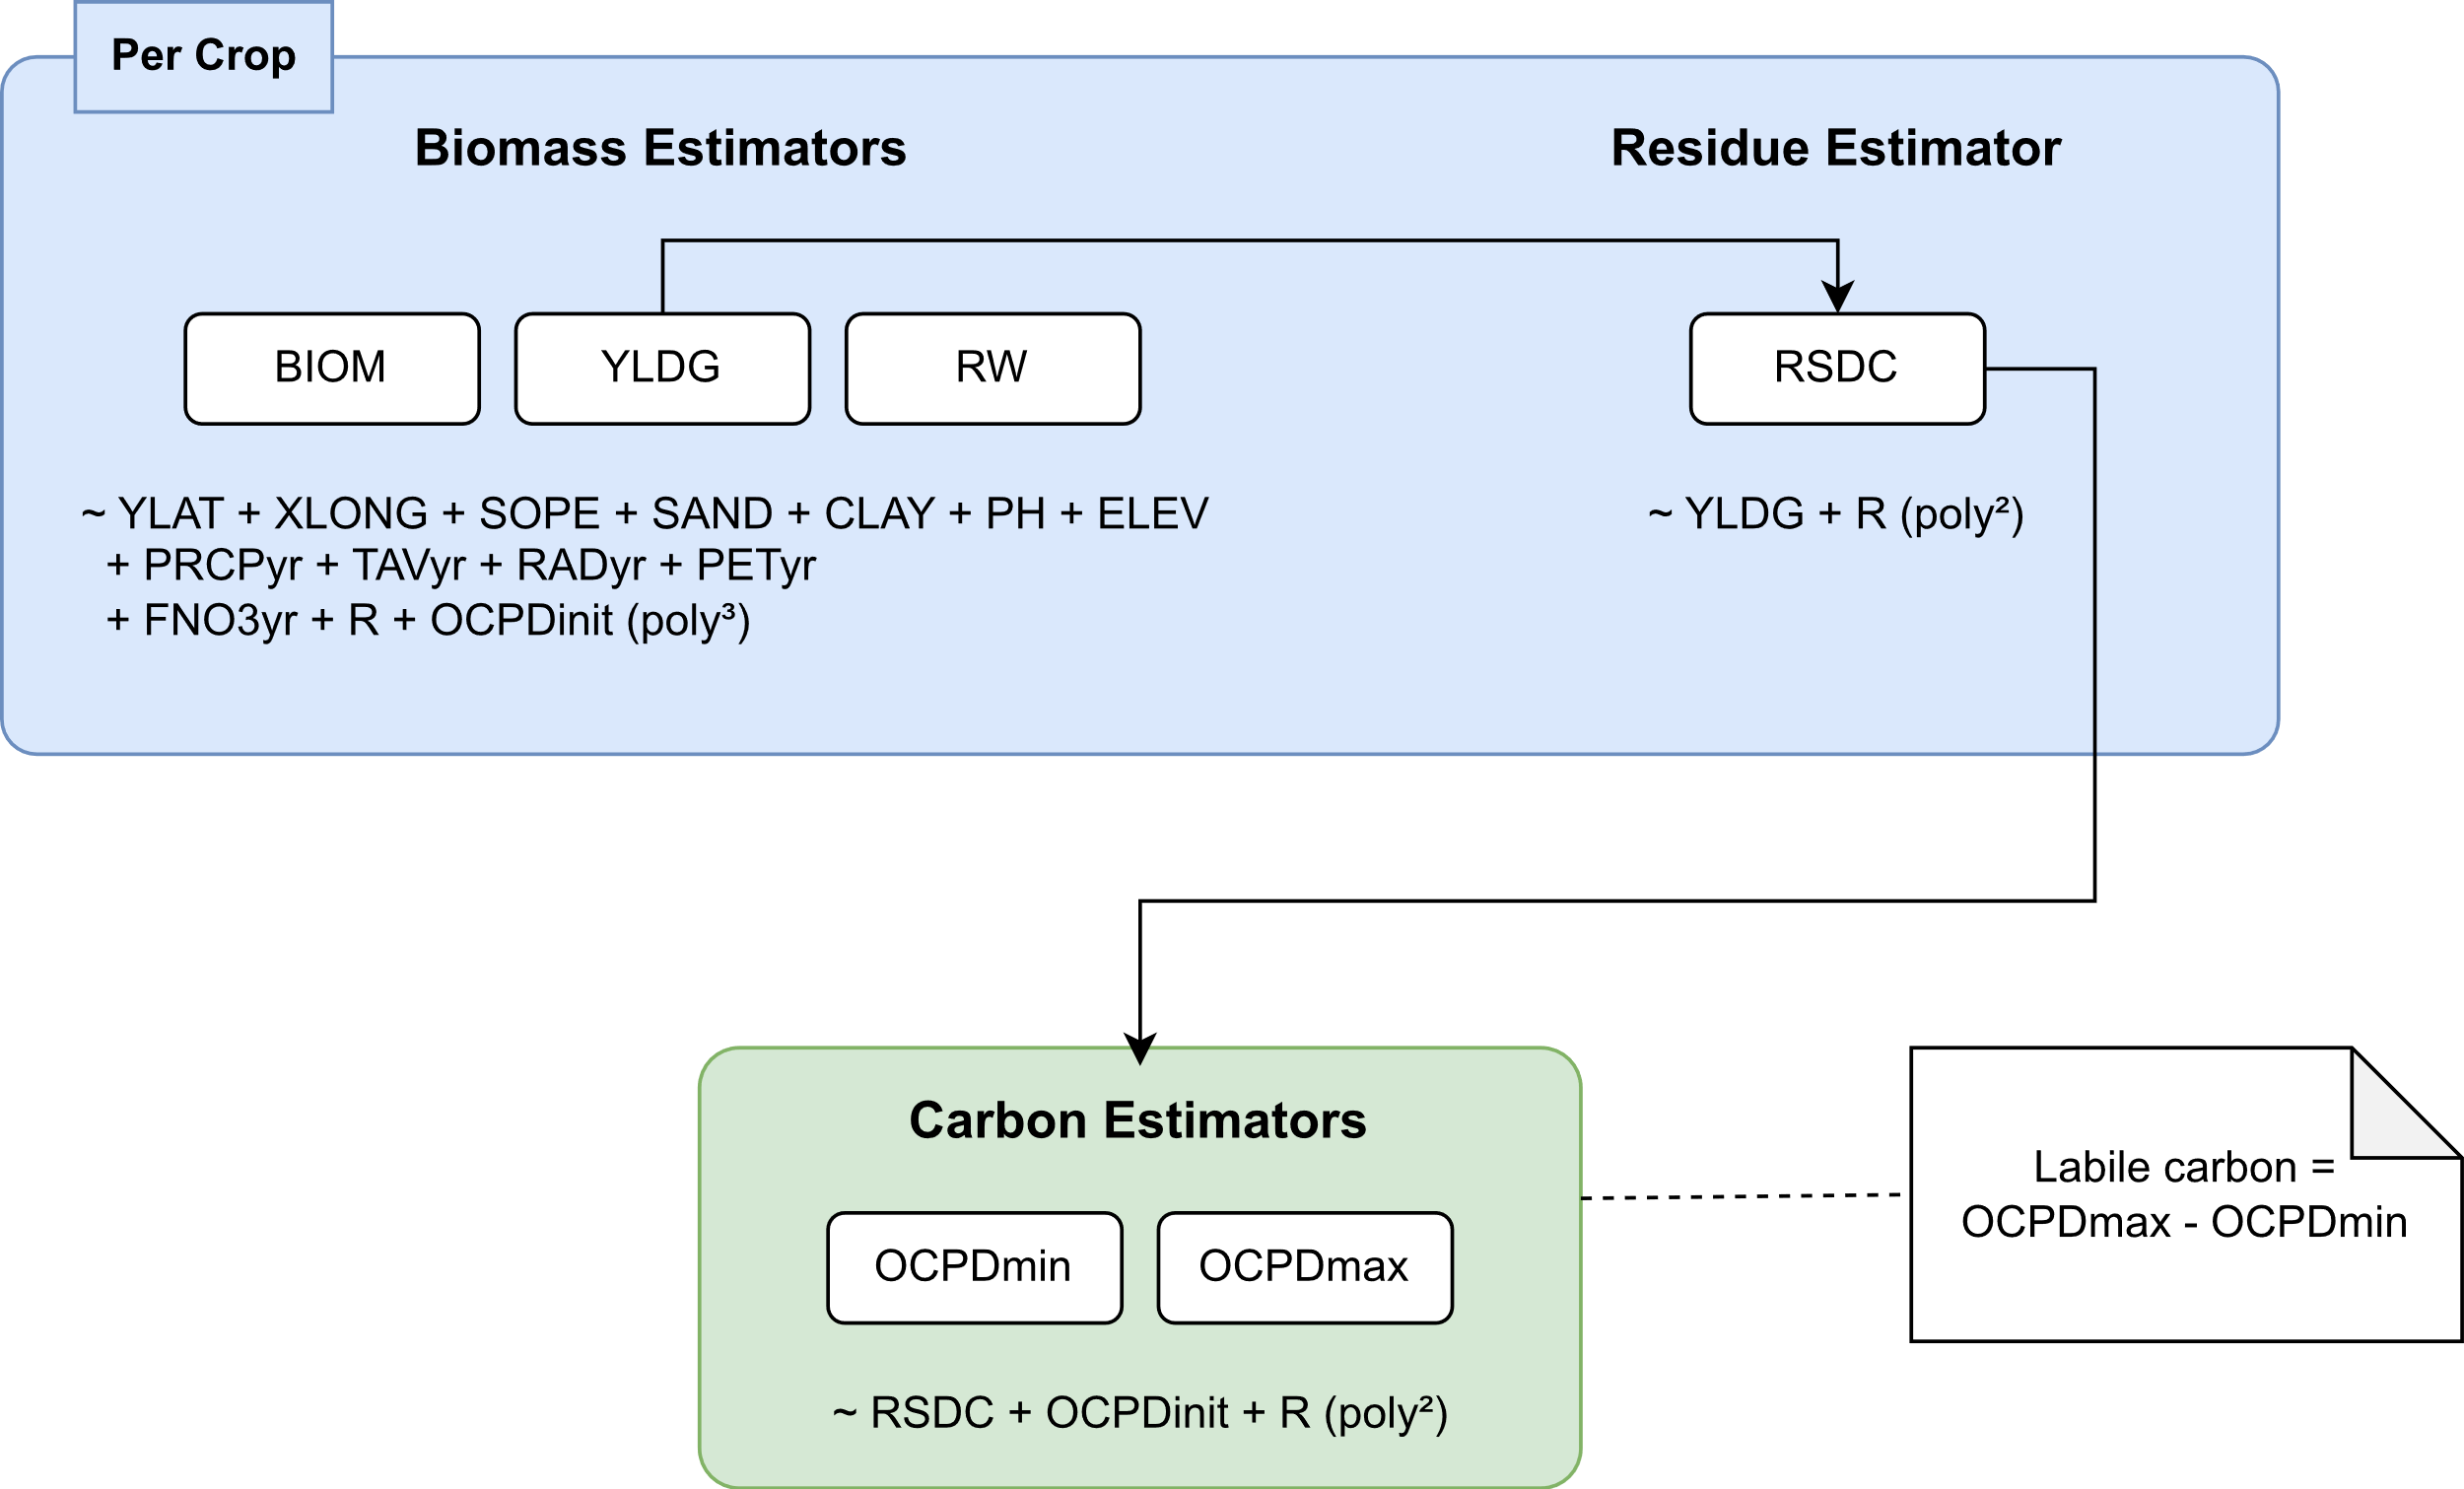 Per Crop
Biomass Estimators
Residue Estimator
BIOM
YLDG
RW
RSDC
~ YLAT + XLONG + SOPE + SAND + CLAY + PH + ELEV
+ PRCPyr + TAVyr + RADyr + PETyr
+ FNO3yr + R + OCPDinit (poly³)
~ YLDG + R (poly²)
Carbon Estimators
OCPDmin
OCPDmax
~ RSDC + OCPDinit + R (poly²)
Labile carbon =
OCPDmax - OCPDmin